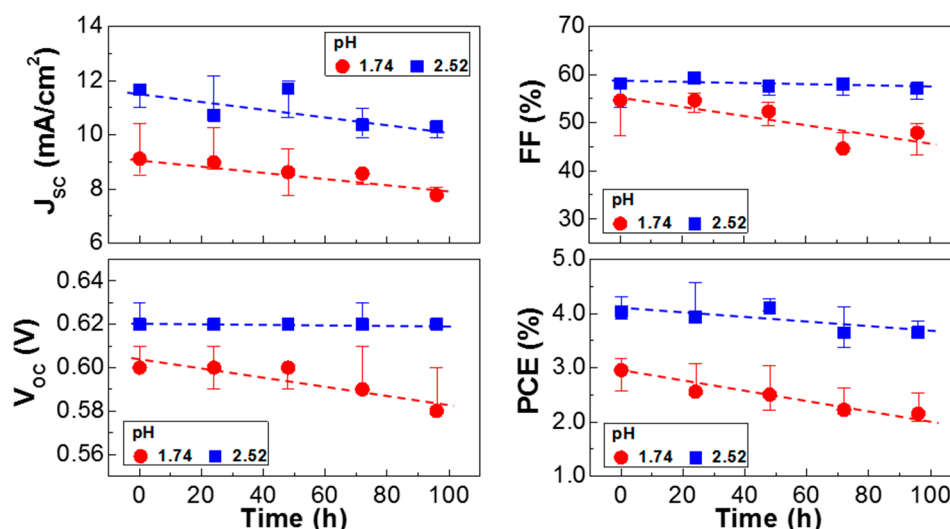 14
12
10
8
6
J_SC (mA/cm²)
pH
1.74 2.52
70
60
50
40
30
FF (%)
pH
1.74 2.52
0.64
0.62
0.60
0.58
0.56
V_OC (V)
pH
1.74 2.52
0 20 40 60 80 100
Time (h)
5.0
4.0
3.0
2.0
1.0
PCE (%)
pH
1.74 2.52
0 20 40 60 80 100
Time (h)